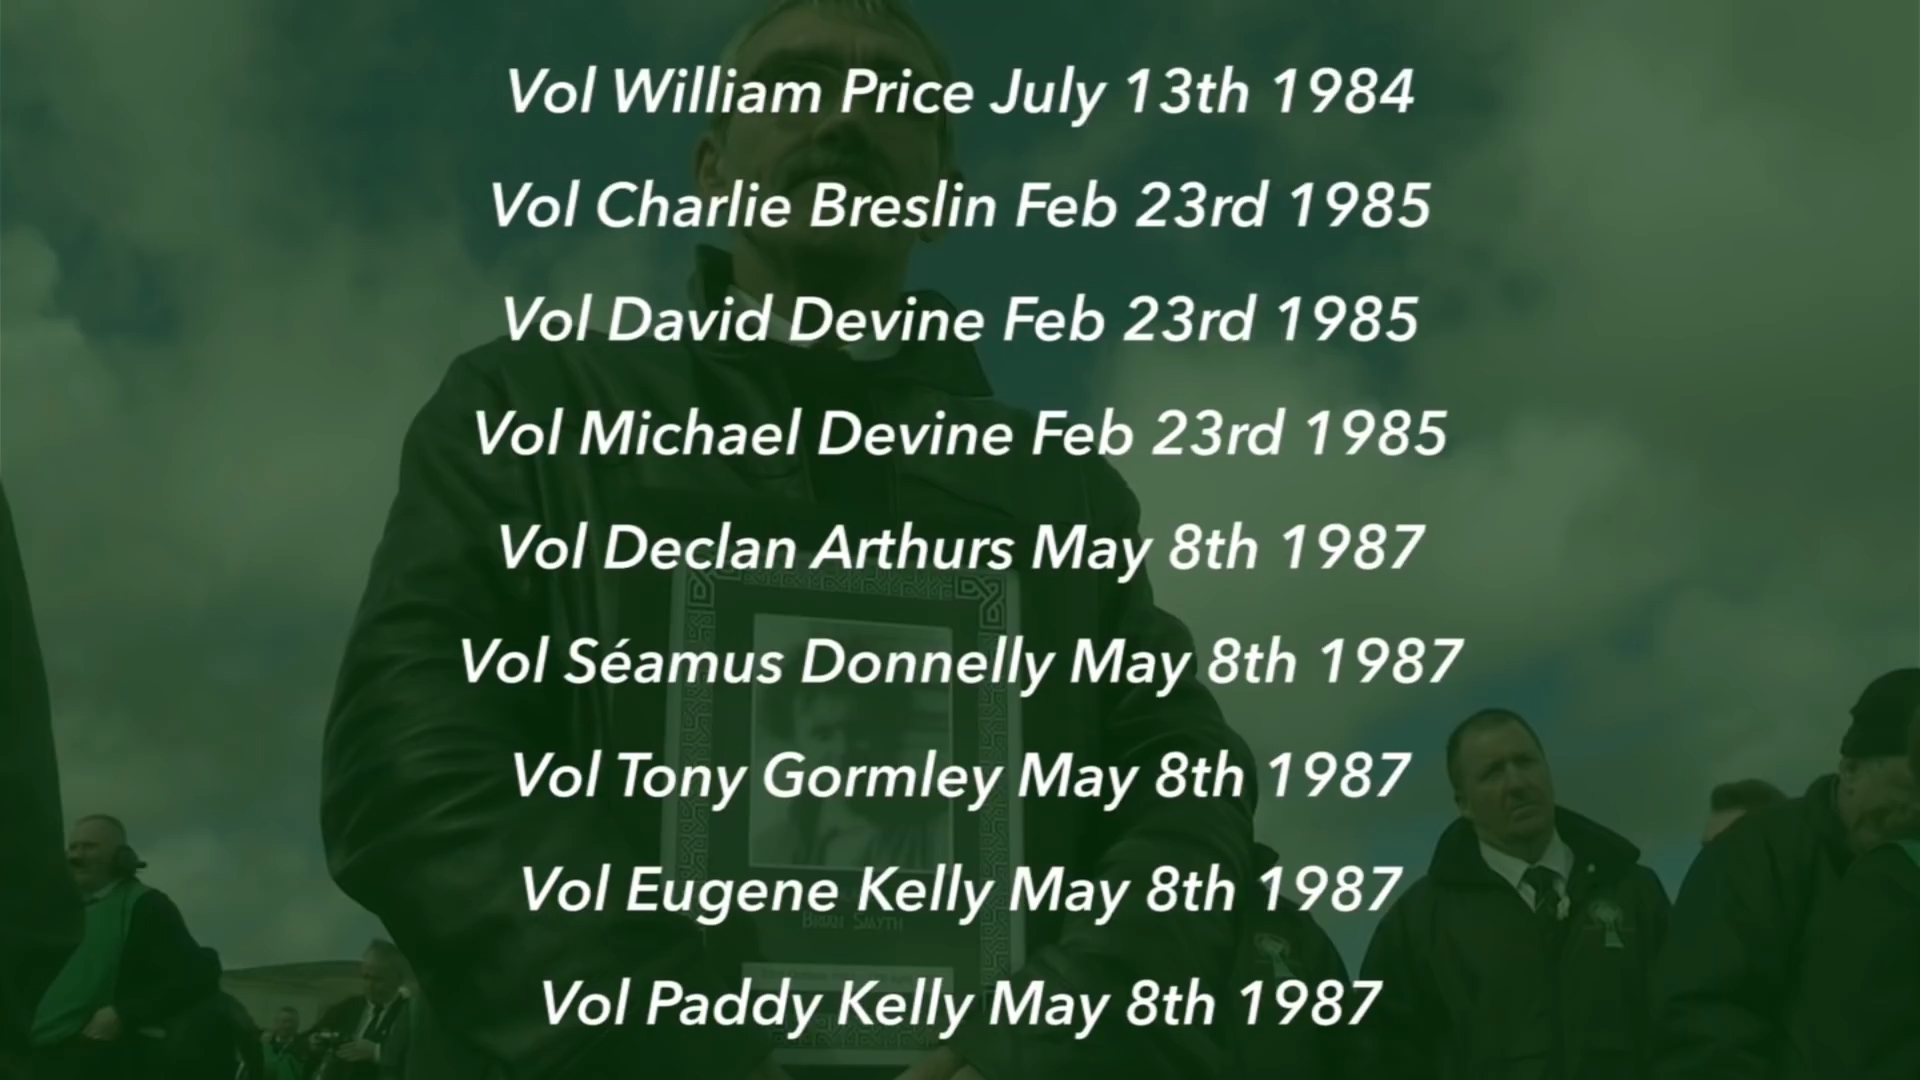 Vol William Price July 13th 1984
Vol Charlie Breslin Feb 23rd 1985
Vol David Devine Feb 23rd 1985
Vol Michael Devine Feb 23rd 1985
Vol Declan Arthurs May 8th 1987
Vol Séamus Donnelly May 8th 1987
Vol Tony Gormley May 8th 1987
Vol Eugene Kelly May 8th 1987
Brian Smyth
Vol Paddy Kelly May 8th 1987